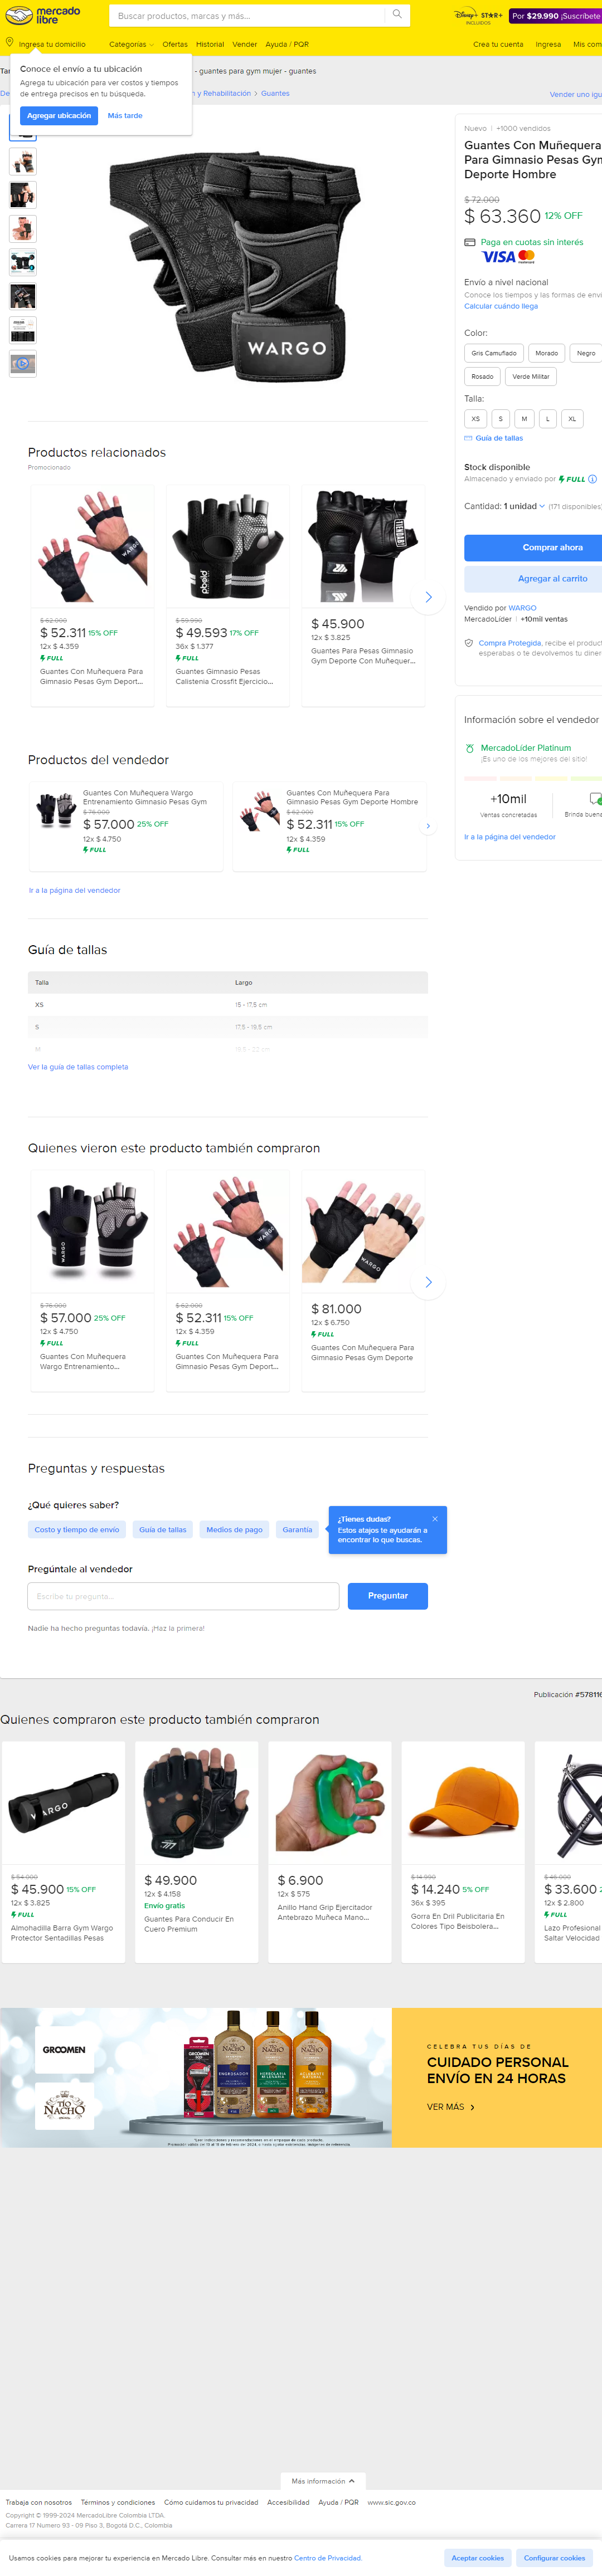 mercado libre
Buscar productos, marcas y más...
Disney+ STAR+
INCLUIDOS
Por $29.990 ¡Suscríbete
Ingresa tu domicilio
Categorías
Ofertas
Historial
Vender
Ayuda / PQR
Crea tu cuenta
Ingresa
Mis com
Conoce el envío a tu ubicación
Agrega tu ubicación para ver costos y tiempos
de entrega precisos en tu búsqueda.
Agregar ubicación
Más tarde
- guantes para gym mujer - guantes
y Rehabilitación > Guantes
Vender uno igu
WARGO
Nuevo | +1000 vendidos
Guantes Con Muñequera
Para Gimnasio Pesas Gym
Deporte Hombre
$ 72.000
$ 63.360 12% OFF
Paga en cuotas sin interés
VISA mastercard
Envío a nivel nacional
Conoce los tiempos y las formas de enví
Calcular cuándo llega
Color:
Gris Camuflado
Morado
Negro
Rosado
Verde Militar
Talla:
XS
S
M
L
XL
Guía de tallas
Stock disponible
Almacenado y enviado por FULL
Cantidad: 1 unidad (171 disponibles)
Comprar ahora
Agregar al carrito
Vendido por WARGO
MercadoLíder | +10mil ventas
Compra Protegida, recibe el produc
esperabas o te devolvemos tu diner
Información sobre el vendedor
MercadoLíder Platinum
¡Es uno de los mejores del sitio!
+10mil
Ventas concretadas
Brinda buena
Ir a la página del vendedor
Productos relacionados
Promocionado
$ 62.000
$ 52.311 15% OFF
12x $ 4.359
FULL
Guantes Con Muñequera Para
Gimnasio Pesas Gym Deport...
$ 59.990
$ 49.593 17% OFF
36x $ 1.377
FULL
Guantes Gimnasio Pesas
Calistenia Crossfit Ejercicio...
$ 45.900
12x $ 3.825
Guantes Para Pesas Gimnasio
Gym Deporte Con Muñequer...
Productos del vendedor
Guantes Con Muñequera Wargo
Entrenamiento Gimnasio Pesas Gym
$ 76.000
$ 57.000 25% OFF
12x $ 4.750
FULL
Guantes Con Muñequera Para
Gimnasio Pesas Gym Deporte Hombre
$ 62.000
$ 52.311 15% OFF
12x $ 4.359
FULL
Ir a la página del vendedor
Guía de tallas
Talla
Largo
XS
15 - 17,5 cm
S
17,5 - 19,5 cm
M
19,5 - 22 cm
Ver la guía de tallas completa
Quienes vieron este producto también compraron
$ 76.000
$ 57.000 25% OFF
12x $ 4.750
FULL
Guantes Con Muñequera
Wargo Entrenamiento...
$ 62.000
$ 52.311 15% OFF
12x $ 4.359
FULL
Guantes Con Muñequera Para
Gimnasio Pesas Gym Deport...
$ 81.000
12x $ 6.750
FULL
Guantes Con Muñequera Para
Gimnasio Pesas Gym Deporte
Preguntas y respuestas
¿Qué quieres saber?
Costo y tiempo de envío
Guía de tallas
Medios de pago
Garantía
¿Tienes dudas?
Estos atajos te ayudarán a
encontrar lo que buscas.
Pregúntale al vendedor
Escribe tu pregunta...
Preguntar
Nadie ha hecho preguntas todavía. ¡Haz la primera!
Publicación #578116
Quienes compraron este producto también compraron
$ 54.000
$ 45.900 15% OFF
12x $ 3.825
FULL
Almohadilla Barra Gym Wargo
Protector Sentadillas Pesas
$ 49.900
12x $ 4.158
Envío gratis
Guantes Para Conducir En
Cuero Premium
$ 6.900
12x $ 575
Anillo Hand Grip Ejercitador
Antebrazo Muñeca Mano...
$ 14.990
$ 14.240 5% OFF
36x $ 395
Gorra En Dril Publicitaria En
Colores Tipo Beisbolera...
$ 33.600
12x $ 2.800
FULL
Lazo Profesional
Saltar Velocidad
GROOMEN
TÍO NACHO
ENGROSADOR
HERBOLARIA MILENARIA
ACLARANTE NATURAL
CELEBRA TUS DÍAS DE
CUIDADO PERSONAL
ENVÍO EN 24 HORAS
VER MÁS
Más información
Trabaja con nosotros
Términos y condiciones
Cómo cuidamos tu privacidad
Accesibilidad
Ayuda / PQR
www.sic.gov.co
Copyright © 1999-2024 MercadoLibre Colombia LTDA.
Carrera 17 Numero 93 - 09 Piso 3, Bogotá D.C., Colombia
Usamos cookies para mejorar tu experiencia en Mercado Libre. Consultar más en nuestro Centro de Privacidad.
Aceptar cookies
Configurar cookies